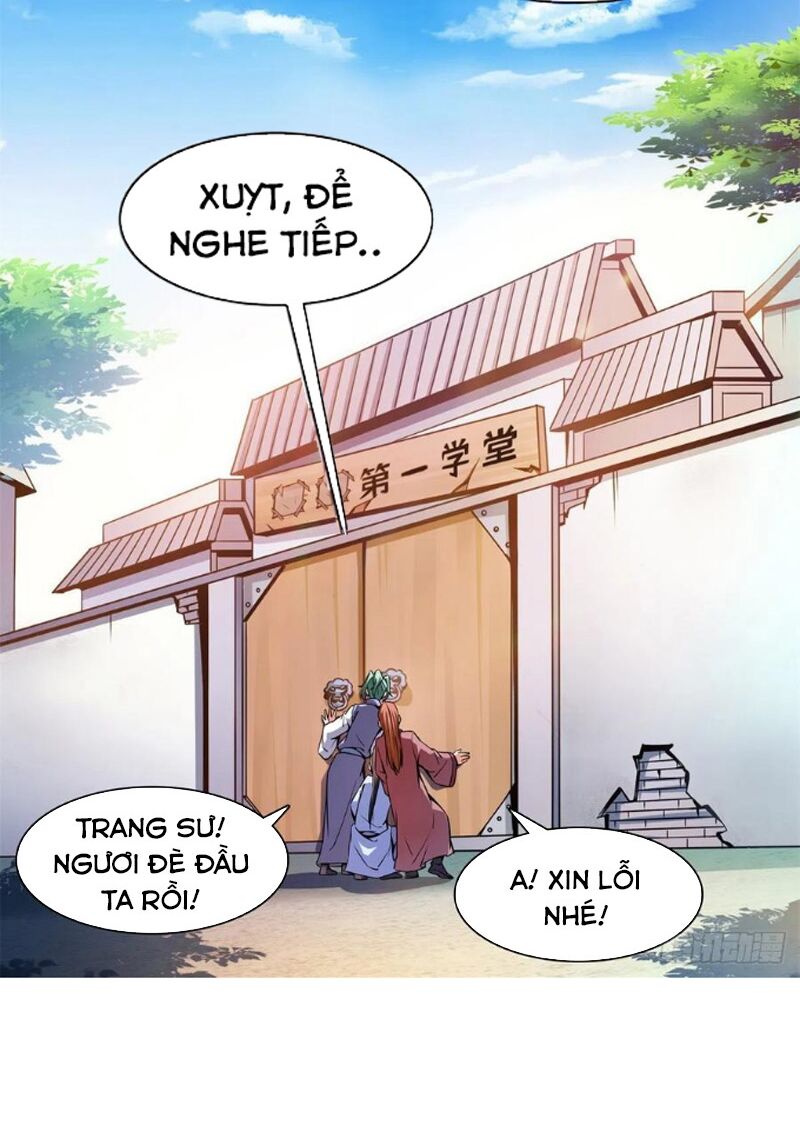 XUỴT, ĐỂ
NGHE TIẾP..
第一学堂
TRANG SƯ!
NGƯƠI ĐÈ ĐẦU
TA RỒI!
A! XIN LỖI
NHÉ!